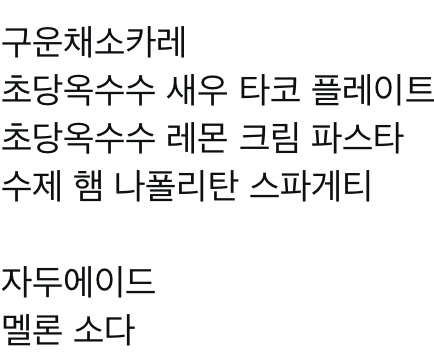 구운채소카레
초당옥수수 새우 타코 플레이트
초당옥수수 레몬 크림 파스타
수제 햄 나폴리탄 스파게티
자두에이드
멜론 소다